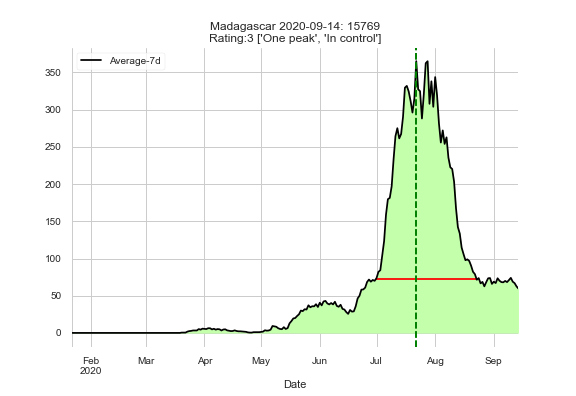 Madagascar 2020-09-14: 15769
Rating:3 ['One peak', 'In control']
Average-7d
350
300
250
200
150
100
50
0
Feb Mar Apr May Jun Jul Aug Sep
2020
Date